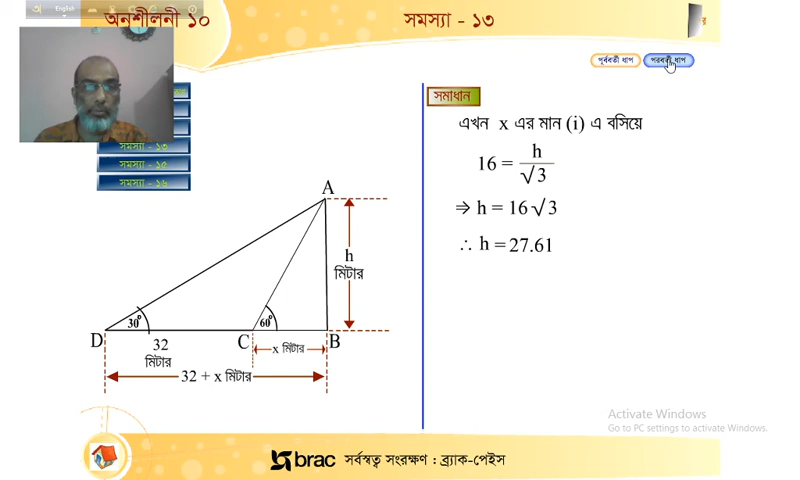 English
অনুশীলনী ১০
সমস্যা - ১৩
পূর্ববর্তী ধাপ
পরবর্তী ধাপ
সমাধান
এখন x এর মান (i) এ বসিয়ে
16 = h/√3
⇒ h = 16√3
∴ h = 27.61
সমস্যা - ১৩
সমস্যা - ১৫
সমস্যা - ১৬
A
h
মিটার
30°
60°
D
C
B
32
মিটার
x মিটার
32 + x মিটার
Activate Windows
Go to PC settings to activate Windows.
brac সর্বস্বত্ব সংরক্ষণ : ব্র্যাক-পেইস